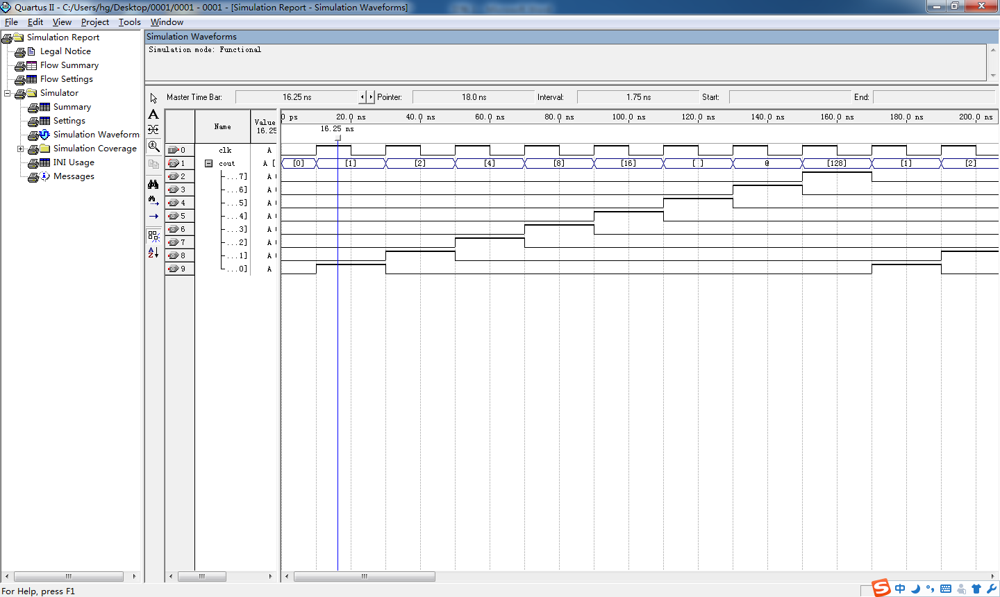 Quartus II - C:/Users/hg/Desktop/0001/0001 - 0001 - [Simulation Report - Simulation Waveforms]
File Edit View Project Tools Window
Simulation Report
Legal Notice
Flow Summary
Flow Settings
Simulator
Summary
Settings
Simulation Waveform
Simulation Coverage
INI Usage
Messages
Simulation Waveforms
Simulation mode: Functional
Master Time Bar: 16.25 ns Pointer: 18.0 ns Interval: 1.75 ns Start: End:
Name Value 16.25
0 ps 20.0 ns 40.0 ns 60.0 ns 80.0 ns 100.0 ns 120.0 ns 140.0 ns 160.0 ns 180.0 ns 200.0 ns
16.25 ns
0 clk A
1 cout A [ [0] [1] [2] [4] [8] [16] [ ] @ [128] [1] [2]
2 ...7] A
3 ...6] A
4 ...5] A
5 ...4] A
6 ...3] A
7 ...2] A
8 ...1] A
9 ...0] A
For Help, press F1
S 中